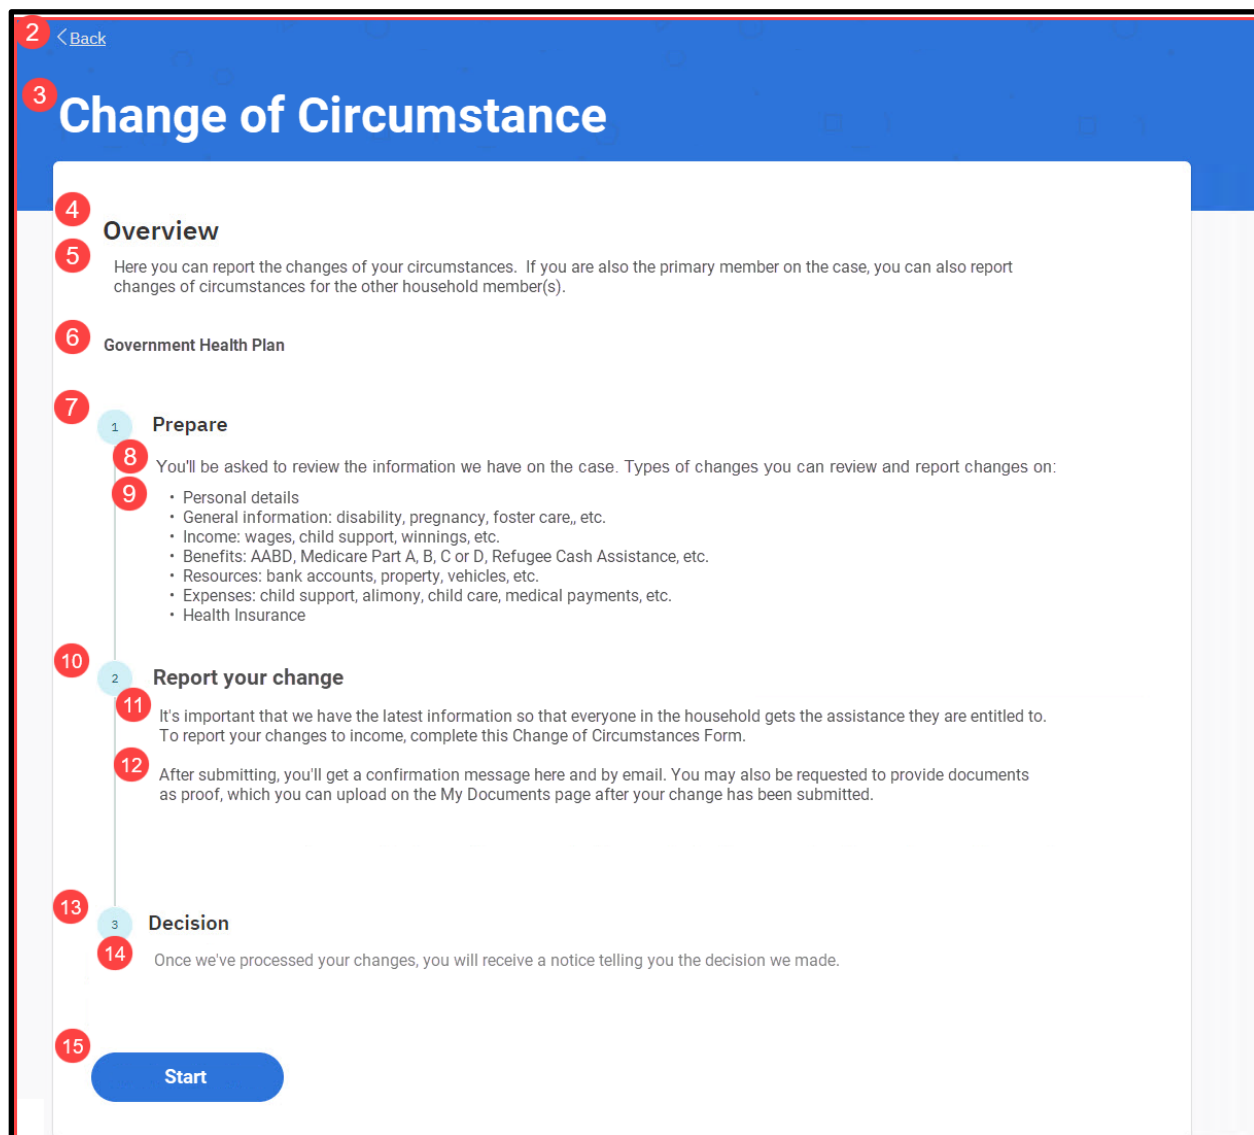 2 Back
3 Change of Circumstance
4
Overview
5
Here you can report the changes of your circumstances.  If you are also the primary member on the case, you can also report
changes of circumstances for the other household member(s).
6
Government Health Plan
7
1 Prepare
8
You'll be asked to review the information we have on the case. Types of changes you can review and report changes on:
9
• Personal details
• General information: disability, pregnancy, foster care,, etc.
• Income: wages, child support, winnings, etc.
• Benefits: AABD, Medicare Part A, B, C or D, Refugee Cash Assistance, etc.
• Resources: bank accounts, property, vehicles, etc.
• Expenses: child support, alimony, child care, medical payments, etc.
• Health Insurance
10
2 Report your change
11
It's important that we have the latest information so that everyone in the household gets the assistance they are entitled to.
To report your changes to income, complete this Change of Circumstances Form.
12
After submitting, you'll get a confirmation message here and by email. You may also be requested to provide documents
as proof, which you can upload on the My Documents page after your change has been submitted.
13
3 Decision
14
Once we've processed your changes, you will receive a notice telling you the decision we made.
15
Start